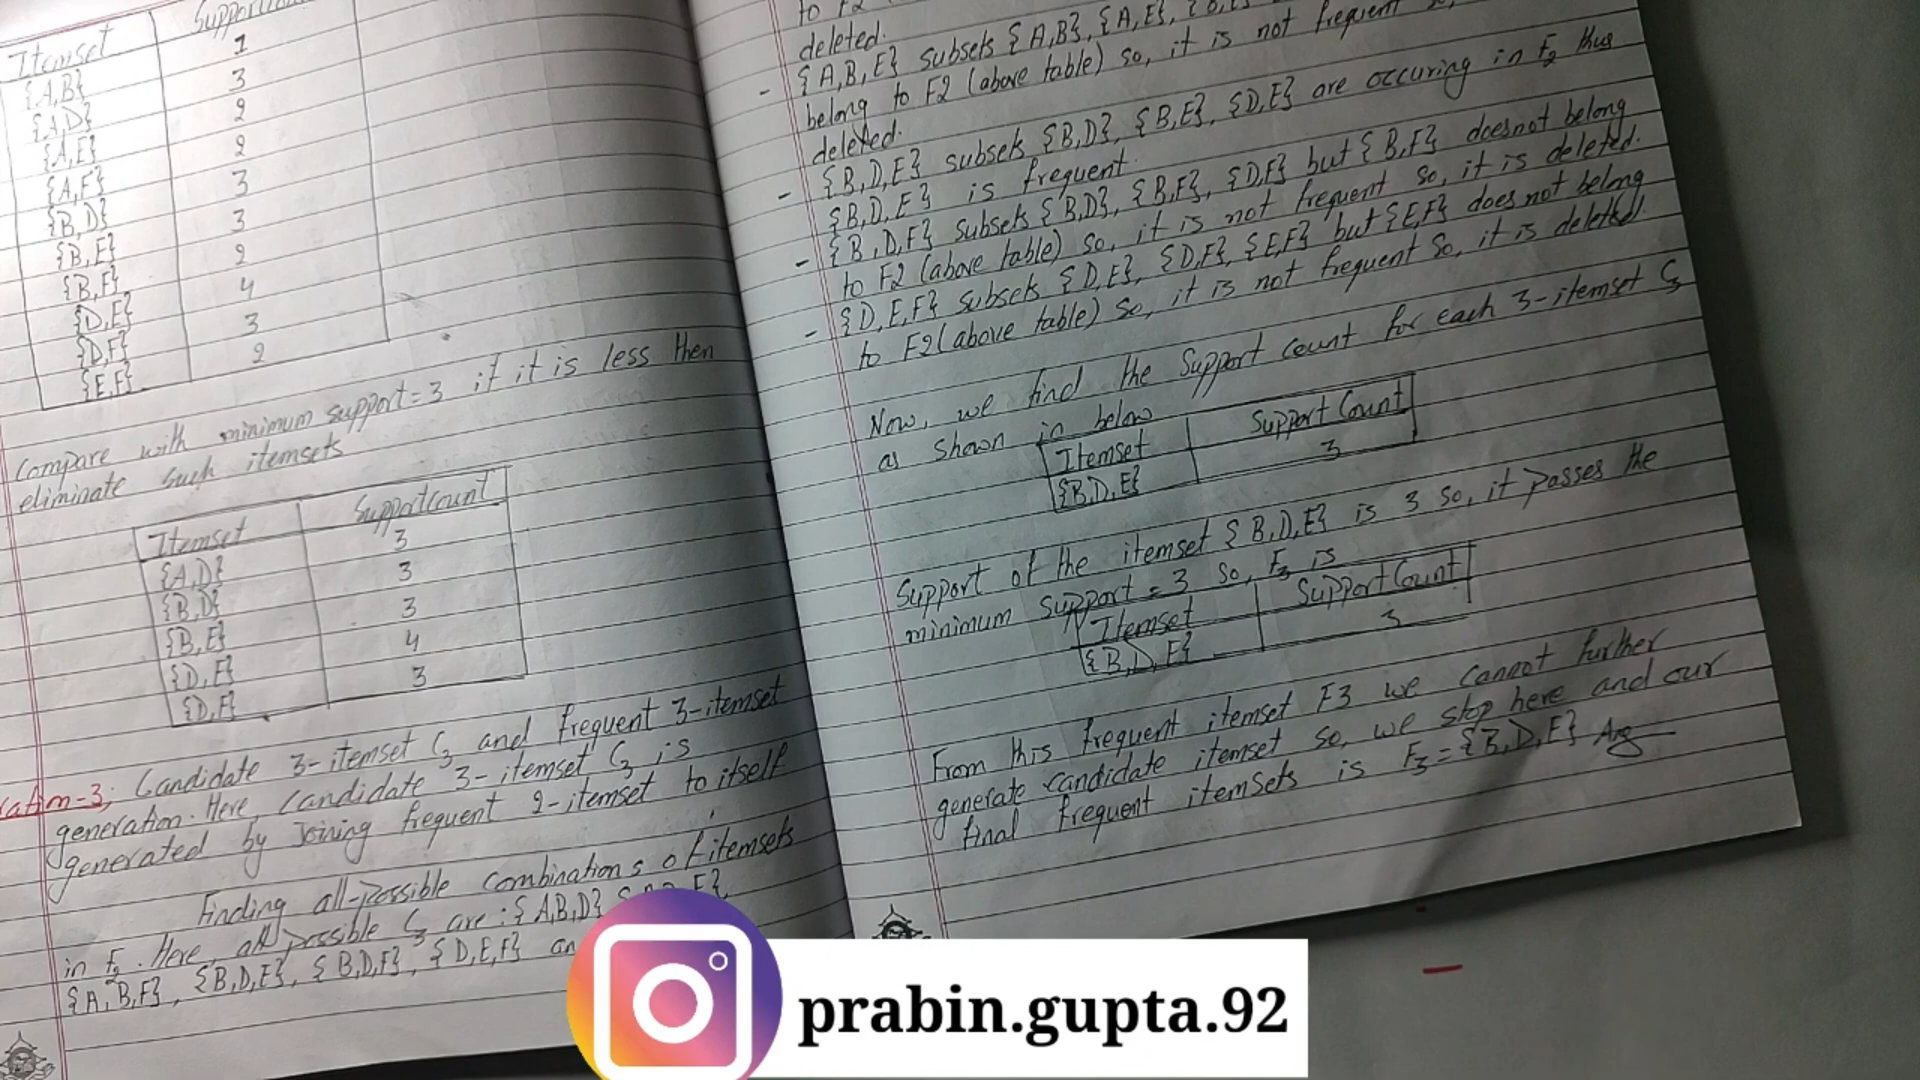 Itemset Support Count
{A,B} 1
{A,D} 3
{A,E} 2
{A,F} 2
{B,D} 3
{B,E} 3
{B,F} 2
{D,E} 4
{D,F} 3
{E,F} 2
Compare with minimum support=3 if it is less then
eliminate such itemsets
Itemset Supportcount
{A,D} 3
{B,D} 3
{B,E} 3
{D,E} 4
{D,F} 3
ration-3; Candidate 3-itemset C3 and frequent 3-itemset
generation. Here, Candidate 3-itemset C3 is
generated by Joining frequent 2-itemset to itself
Finding all-possible combinations of itemsets
in F2. Here, all possible C3 are: {A,B,D}
{A,B,F}, {B,D,E}, {B,D,F}, {D,E,F} an
to F2
deleted.
- {A,B,E} subsets {A,B}, {A,E},
belong to F2 (above table) so, it is not frequent so,
deleted.
- {B,D,E} subsets {B,D}, {B,E}, {D,E} are occuring in F2 thus
{B,D,E} is frequent.
- {B,D,F} subsets {B,D}, {B,F}, {D,F} but {B,F} doesnot belong
to F2 (above table) so, it is not frequent so, it is deleted.
- {D,E,F} subsets {D,E}, {D,F}, {E,F} but {E,F} does not belong
to F2 (above table) so, it is not frequent so, it is deleted.
Now, we find the Support count for each 3-itemset C3
as shown in below
Itemset Support Count
{B,D,E} 3
Support of the itemset {B,D,E} is 3 so, it passes the
minimum support = 3 so, F3 is
Itemset Support Count
{B,D,E} 3
From this frequent itemset F3 we cannot further
generate candidate itemset so, we stop here and our
final frequent itemsets is F3={B,D,E} Ans
prabin.gupta.92